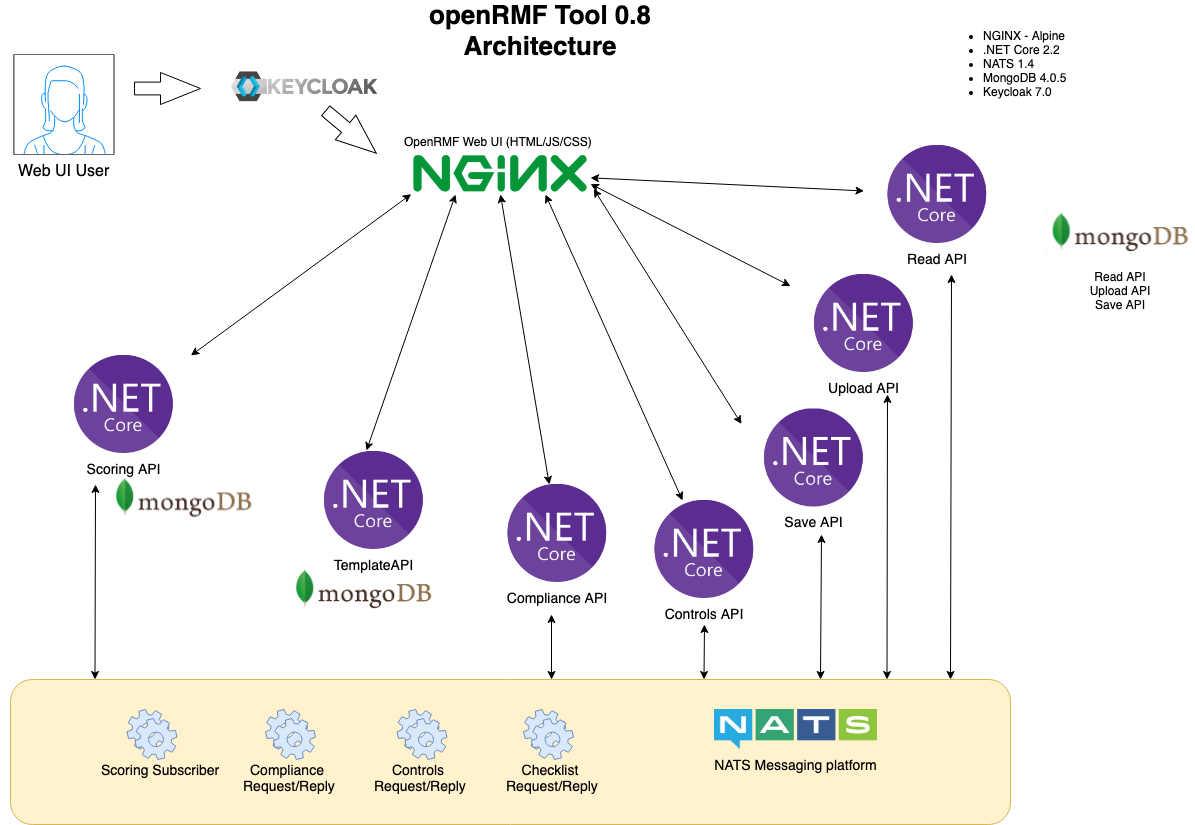 openRMF Tool 0.8
Architecture
NGINX - Alpine
.NET Core 2.2
NATS 1.4
MongoDB 4.0.5
Keycloak 7.0
KEYCLOAK
Web UI User
OpenRMF Web UI (HTML/JS/CSS)
NGINX
.NET
Core
Read API
mongoDB
Read API
Upload API
Save API
.NET
Core
Upload API
.NET
Core
Scoring API
mongoDB
.NET
Core
TemplateAPI
mongoDB
.NET
Core
Compliance API
.NET
Core
Controls API
.NET
Core
Save API
Scoring Subscriber
Compliance
Request/Reply
Controls
Request/Reply
Checklist
Request/Reply
NATS
NATS Messaging platform